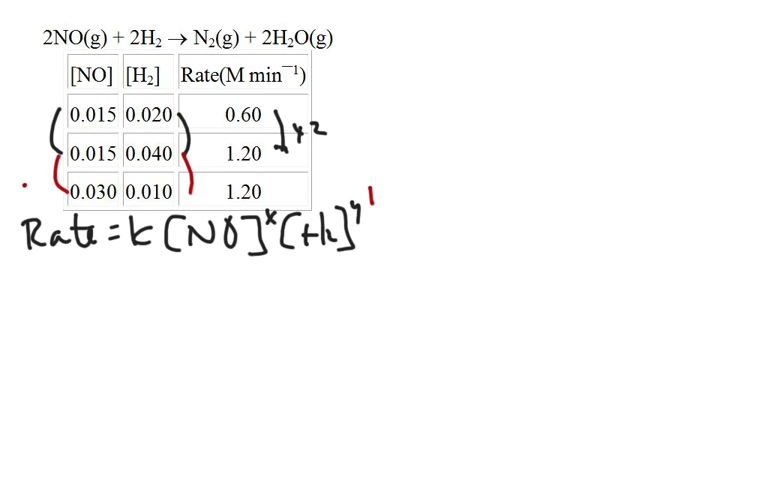 2NO(g) + 2H₂ → N₂(g) + 2H₂O(g)
[NO] [H₂] Rate(M min⁻¹)
0.015 0.020 0.60
x2
0.015 0.040 1.20
0.030 0.010 1.20
Rate = k [NO]ˣ [H₂]ʸ 1